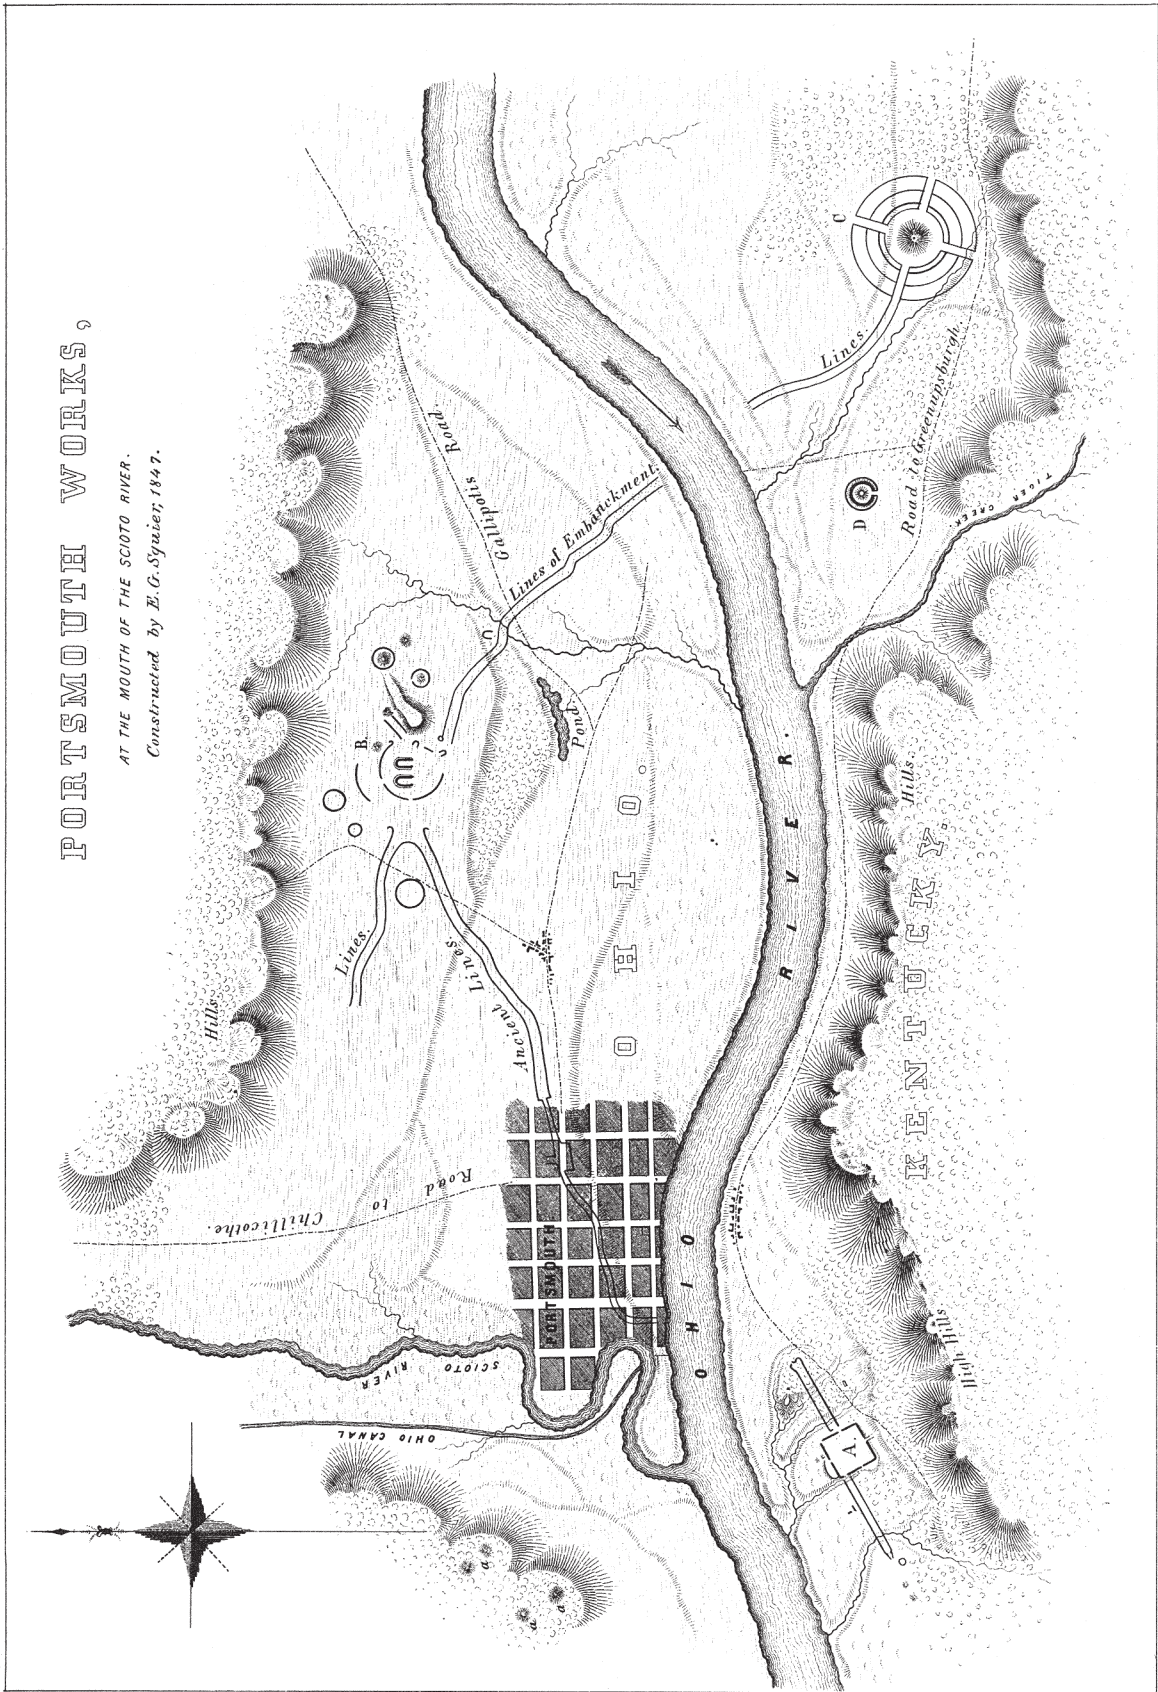 PORTSMOUTH WORKS,
AT THE MOUTH OF THE SCIOTO RIVER.
Constructed by E. G. Squier, 1847.
Hills
Lines.
B.
Gallipolis Road.
Lines of Embanckment.
Ancient Lines.
Pond.
Chillicothe.
to
Road
SCIOTO
RIVER
OHIO CANAL
a
a
a
PORTSMOUTH
OHIO
OHIO RIVER.
Lines.
C
D
Road to Greenupsburgh
TIGER
CREEK.
Hills
KENTUCKY.
High Hills
A.